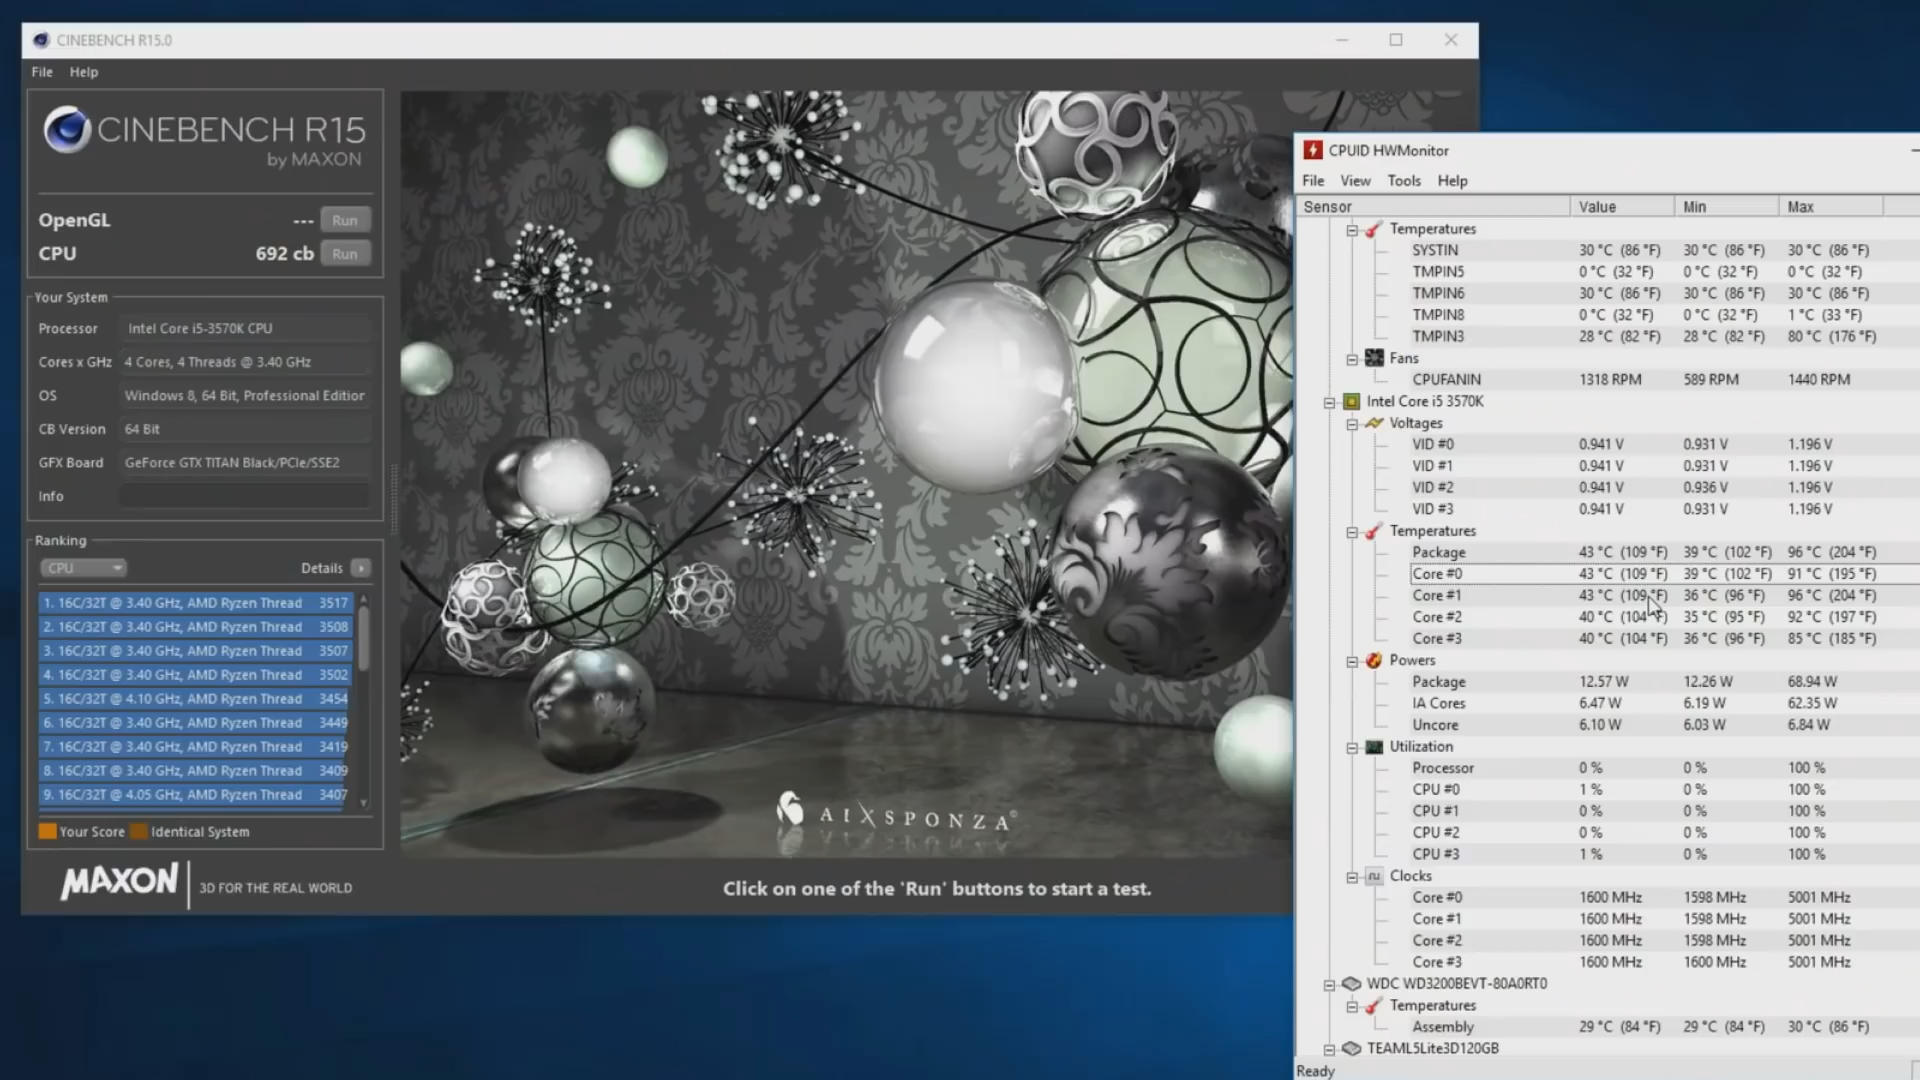 CINEBENCH R15.0
File Help
CINEBENCH R15
by MAXON
OpenGL --- Run
CPU 692 cb Run
Your System
Processor Intel Core i5-3570K CPU
Cores x GHz 4 Cores, 4 Threads @ 3.40 GHz
OS Windows 8, 64 Bit, Professional Edition
CB Version 64 Bit
GFX Board GeForce GTX TITAN Black/PCIe/SSE2
Info
Ranking
CPU Details
1. 16C/32T @ 3.40 GHz, AMD Ryzen Thread 3517
2. 16C/32T @ 3.40 GHz, AMD Ryzen Thread 3508
3. 16C/32T @ 3.40 GHz, AMD Ryzen Thread 3507
4. 16C/32T @ 3.40 GHz, AMD Ryzen Thread 3502
5. 16C/32T @ 4.10 GHz, AMD Ryzen Thread 3454
6. 16C/32T @ 3.40 GHz, AMD Ryzen Thread 3449
7. 16C/32T @ 3.40 GHz, AMD Ryzen Thread 3419
8. 16C/32T @ 3.40 GHz, AMD Ryzen Thread 3409
9. 16C/32T @ 4.05 GHz, AMD Ryzen Thread 3407
Your Score Identical System
MAXON 3D FOR THE REAL WORLD
AIXSPONZA®
Click on one of the 'Run' buttons to start a test.
CPUID HWMonitor
File View Tools Help
Sensor Value Min Max
Temperatures
SYSTIN 30 °C (86 °F) 30 °C (86 °F) 30 °C (86 °F)
TMPIN5 0 °C (32 °F) 0 °C (32 °F) 0 °C (32 °F)
TMPIN6 30 °C (86 °F) 30 °C (86 °F) 30 °C (86 °F)
TMPIN8 0 °C (32 °F) 0 °C (32 °F) 1 °C (33 °F)
TMPIN3 28 °C (82 °F) 28 °C (82 °F) 80 °C (176 °F)
Fans
CPUFANIN 1318 RPM 589 RPM 1440 RPM
Intel Core i5 3570K
Voltages
VID #0 0.941 V 0.931 V 1.196 V
VID #1 0.941 V 0.931 V 1.196 V
VID #2 0.941 V 0.936 V 1.196 V
VID #3 0.941 V 0.931 V 1.196 V
Temperatures
Package 43 °C (109 °F) 39 °C (102 °F) 96 °C (204 °F)
Core #0 43 °C (109 °F) 39 °C (102 °F) 91 °C (195 °F)
Core #1 43 °C (109 °F) 36 °C (96 °F) 96 °C (204 °F)
Core #2 40 °C (104 °F) 35 °C (95 °F) 92 °C (197 °F)
Core #3 40 °C (104 °F) 36 °C (96 °F) 85 °C (185 °F)
Powers
Package 12.57 W 12.26 W 68.94 W
IA Cores 6.47 W 6.19 W 62.35 W
Uncore 6.10 W 6.03 W 6.84 W
Utilization
Processor 0 % 0 % 100 %
CPU #0 1 % 0 % 100 %
CPU #1 0 % 0 % 100 %
CPU #2 0 % 0 % 100 %
CPU #3 1 % 0 % 100 %
Clocks
Core #0 1600 MHz 1598 MHz 5001 MHz
Core #1 1600 MHz 1598 MHz 5001 MHz
Core #2 1600 MHz 1598 MHz 5001 MHz
Core #3 1600 MHz 1600 MHz 5001 MHz
WDC WD3200BEVT-80A0RT0
Temperatures
Assembly 29 °C (84 °F) 29 °C (84 °F) 30 °C (86 °F)
TEAML5Lite3D120GB
Ready